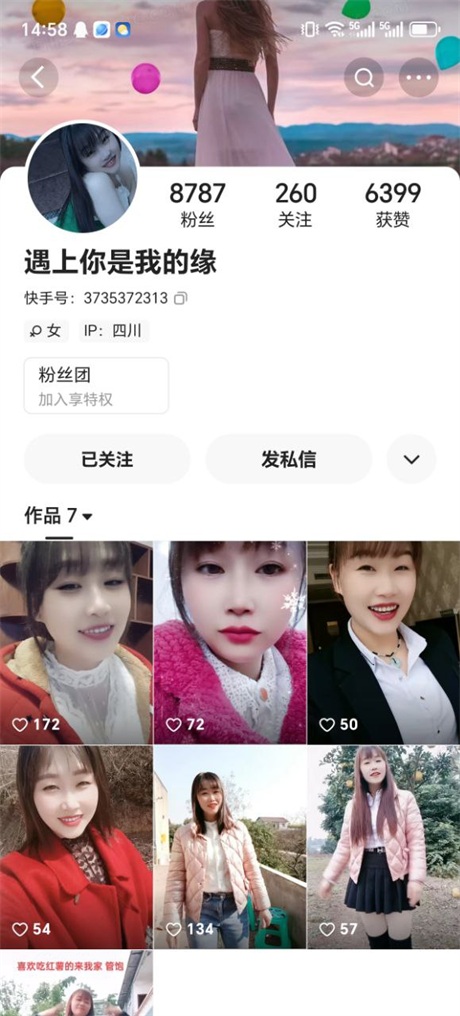 14:58 5G 5G
8787 260 6399
粉丝 关注 获赞
遇上你是我的缘
快手号：3735372313
女 IP：四川
粉丝团
加入享特权
已关注 发私信
作品 7
172 72 50
54 134 57
喜欢吃红薯的来我家 管饱